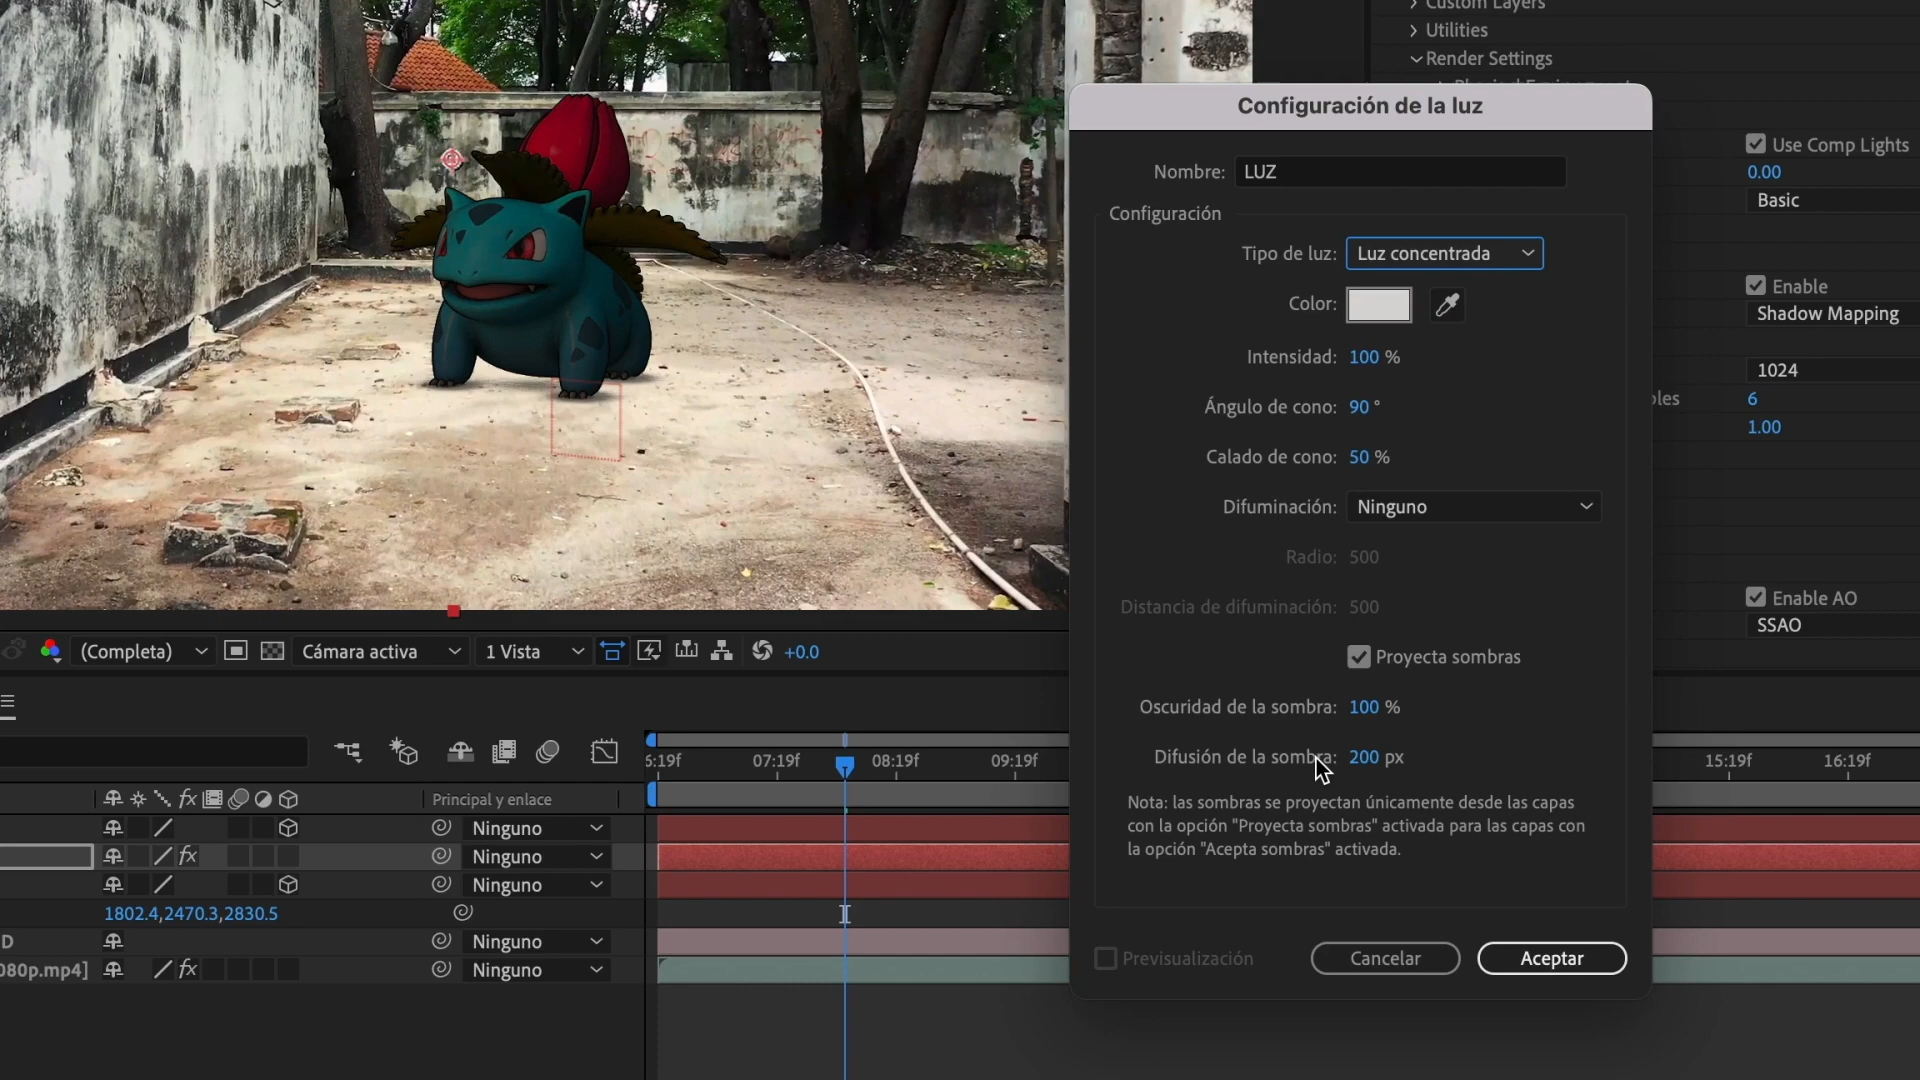 Custom Layers
Utilities
Render Settings
Configuración de la luz
Use Comp Lights
Nombre: LUZ
0.00
Basic
Configuración
Tipo de luz: Luz concentrada
Enable
Color:
Shadow Mapping
Intensidad: 100 %
1024
Ángulo de cono: 90 °
6
1.00
Calado de cono: 50 %
Difuminación: Ninguno
Radio: 500
Distancia de difuminación: 500
Enable AO
SSAO
Proyecta sombras
(Completa) Cámara activa 1 Vista +0.0
Oscuridad de la sombra: 100 %
Difusión de la sombra: 200 px
07:19f 08:19f 09:19f 15:19f 16:19f
Nota: las sombras se proyectan únicamente desde las capas
con la opción "Proyecta sombras" activada para las capas con
la opción "Acepta sombras" activada.
fx Principal y enlace
Ninguno
fx Ninguno
Ninguno
1802.4,2470.3,2830.5
D Ninguno
080p.mp4] fx Ninguno
Previsualización Cancelar Aceptar